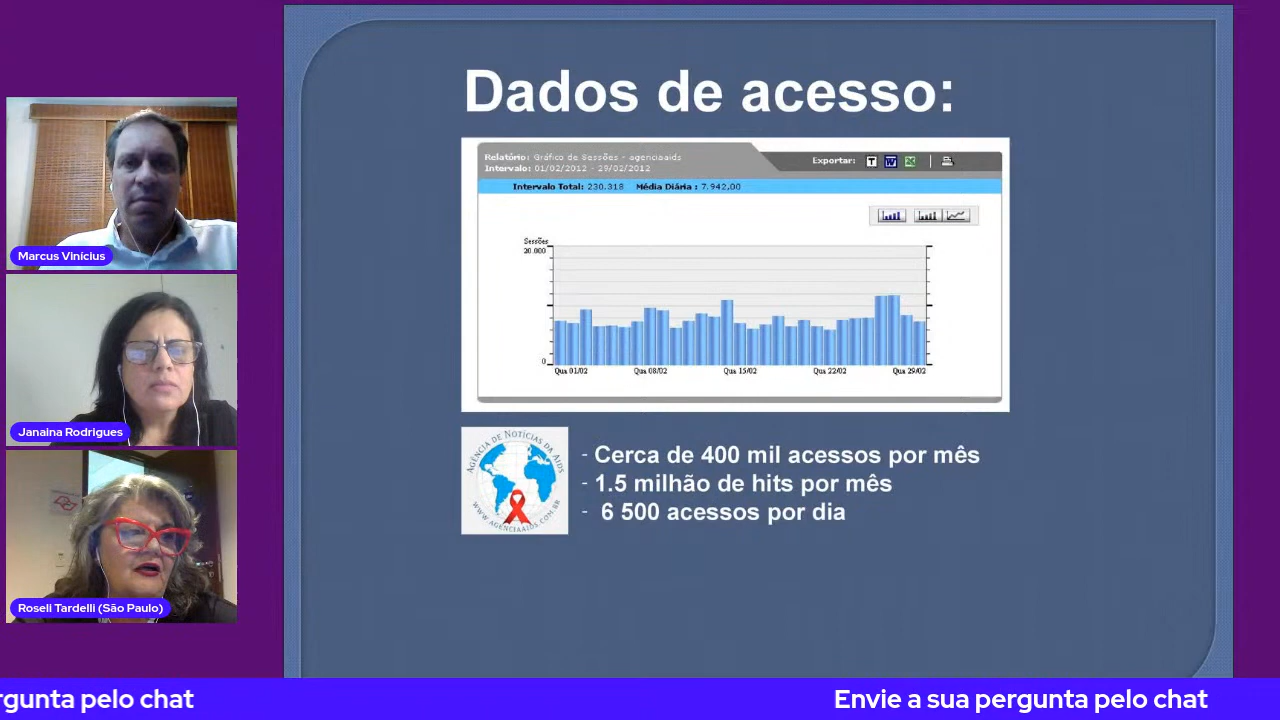 Dados de acesso:
Relatório: Gráfico de Sessões - agenciaaids
Intervalo: 01/02/2012 - 29/02/2012
Exportar:
Intervalo Total: 230.318 Média Diária : 7.942,00
Sessões
20.000
0
Qua 01/02 Qua 08/02 Qua 15/02 Qua 22/02 Qua 29/02
AGÊNCIA DE NOTÍCIAS DA AIDS
WWW.AGENCIAAIDS.COM.BR
- Cerca de 400 mil acessos por mês
- 1.5 milhão de hits por mês
- 6 500 acessos por dia
Marcus Vinícius
Janaina Rodrigues
Roseli Tardelli (São Paulo)
rgunta pelo chat
Envie a sua pergunta pelo chat